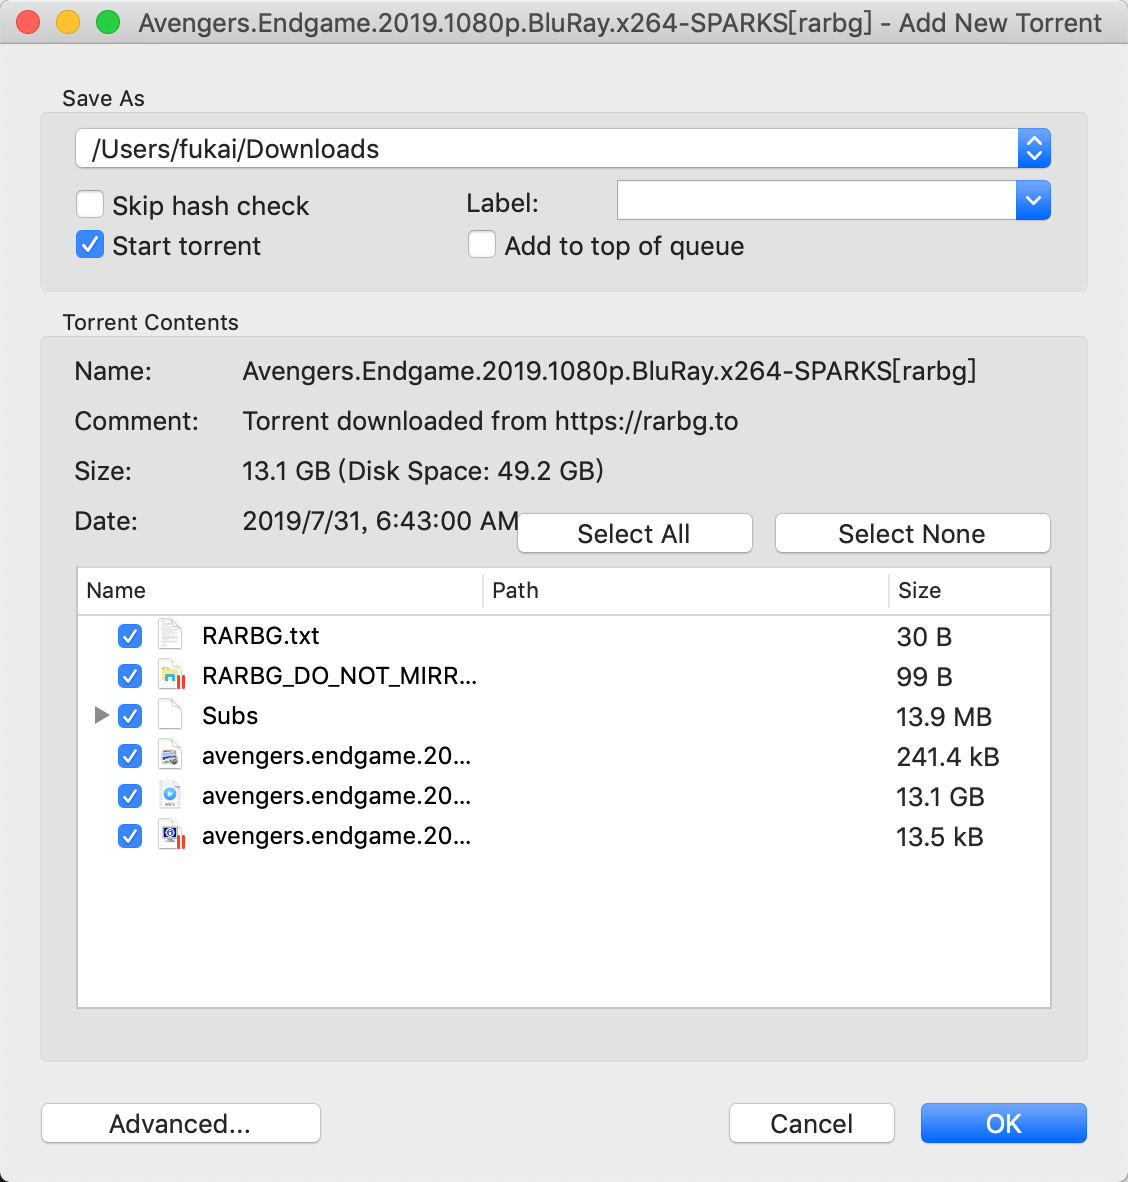 Avengers.Endgame.2019.1080p.BluRay.x264-SPARKS[rarbg] - Add New Torrent
Save As
/Users/fukai/Downloads
Skip hash check Label:
Start torrent Add to top of queue
Torrent Contents
Name: Avengers.Endgame.2019.1080p.BluRay.x264-SPARKS[rarbg]
Comment: Torrent downloaded from https://rarbg.to
Size: 13.1 GB (Disk Space: 49.2 GB)
Date: 2019/7/31, 6:43:00 AM Select All Select None
Name Path Size
RARBG.txt 30 B
RARBG_DO_NOT_MIRR... 99 B
Subs 13.9 MB
avengers.endgame.20... 241.4 kB
avengers.endgame.20... 13.1 GB
avengers.endgame.20... 13.5 kB
Advanced... Cancel OK